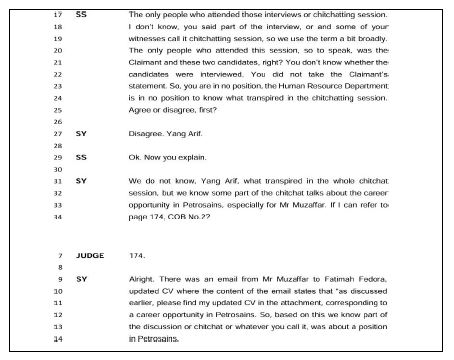 17 SS The only people who attended those interviews or chitchatting session.
18 I don't know, you said part of the interview, or and some of your
19 witnesses call it chitchatting session, so we use the term a bit broadly.
20 The only people who attended this session, so to speak, was the
21 Claimant and these two candidates, right? You don't know whether the
22 candidates were interviewed. You did not take the Claimant's
23 statement. So, you are in no position, the Human Resource Department
24 is in no position to know what transpired in the chitchatting session.
25 Agree or disagree, first?
26
27 SY Disagree. Yang Arif.
28
29 SS Ok. Now you explain.
30
31 SY We do not know, Yang Arif, what transpired in the whole chitchat
32 session, but we know some part of the chitchat talks about the career
33 opportunity in Petrosains, especially for Mr Muzaffar. If I can refer to
34 page 174, COB No.2?
7 JUDGE 174.
8
9 SY Alright. There was an email from Mr Muzaffar to Fatimah Fedora,
10 updated CV where the content of the email states that "as discussed
11 earlier, please find my updated CV in the attachment, corresponding to
12 a career opportunity in Petrosains. So, based on this we know part of
13 the discussion or chitchat or whatever you call it, was about a position
14 in Petrosains.